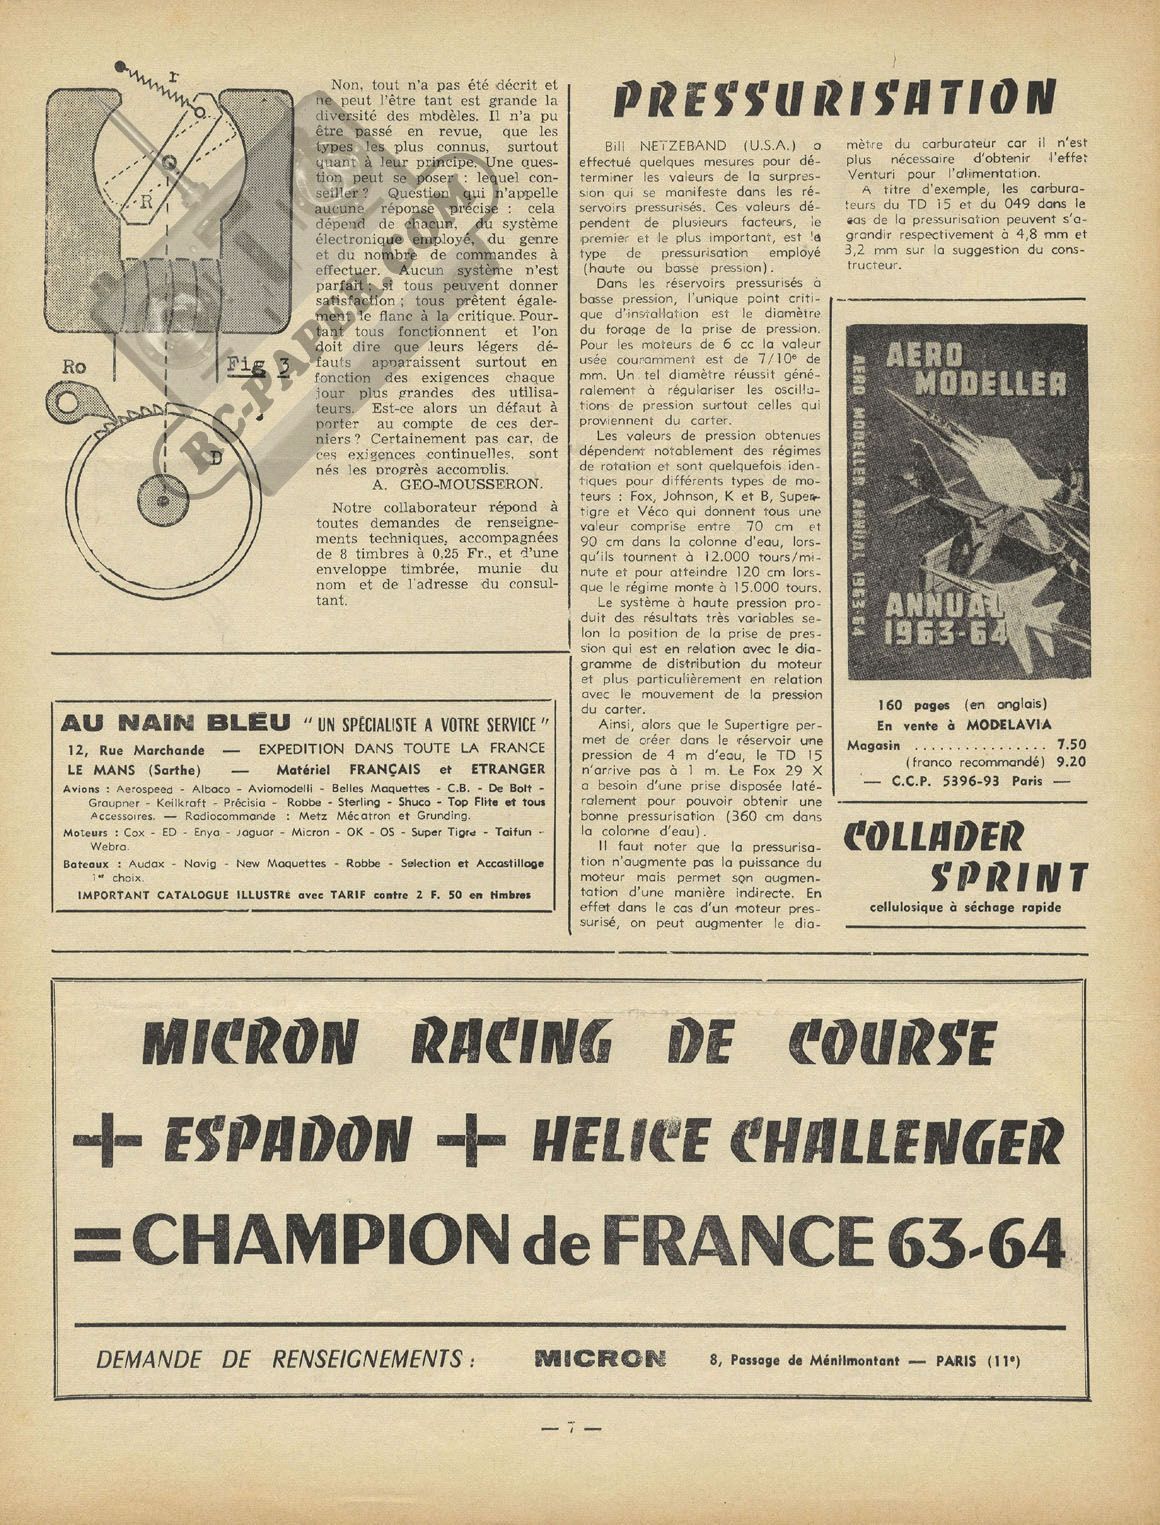 r
R
Ro
Fig 3
D
RC-PAPER.COM
Non, tout n'a pas été décrit et
ne peut l'être tant est grande la
diversité des modèles. Il n'a pu
être passé en revue, que les
types les plus connus, surtout
quant à leur principe. Une ques-
tion peut se poser : lequel con-
seiller ? Question qui n'appelle
aucune réponse précise : cela
dépend de chacun, du système
électronique employé, du genre
et du nombre de commandes à
effectuer. Aucun système n'est
parfait ; si tous peuvent donner
satisfaction ; tous prêtent égale-
ment le flanc à la critique. Pour-
tant tous fonctionnent et l'on
doit dire que leurs légers dé-
fauts apparaissent surtout en
fonction des exigences chaque
jour plus grandes des utilisa-
teurs. Est-ce alors un défaut à
porter au compte de ces der-
niers ? Certainement pas car, de
ces exigences continuelles, sont
nés les progrès accomplis.
A. GEO-MOUSSERON.
Notre collaborateur répond à
toutes demandes de renseigne-
ments techniques, accompagnées
de 8 timbres à 0,25 Fr., et d'une
enveloppe timbrée, munie du
nom et de l'adresse du consul-
tant.
AU NAIN BLEU "UN SPÉCIALISTE A VOTRE SERVICE"
12, Rue Marchande — EXPEDITION DANS TOUTE LA FRANCE
LE MANS (Sarthe) — Matériel FRANÇAIS et ETRANGER
Avions : Aerospeed - Albaco - Aviomodelli - Belles Maquettes - C.B. - De Bolt -
Graupner - Keilkraft - Précisia - Robbe - Sterling - Shuco - Top Flite et tous
Accessoires. — Radiocommande : Metz Mécatron et Grunding.
Moteurs : Cox - ED - Enya - Jaguar - Micron - OK - OS - Super Tigre - Taifun -
Webra.
Bateaux : Audax - Navig - New Maquettes - Robbe - Selection et Accastillage
1er choix.
IMPORTANT CATALOGUE ILLUSTRE avec TARIF contre 2 F. 50 en timbres
PRESSURISATION
Bill NETZEBAND (U.S.A.) a
effectué quelques mesures pour dé-
terminer les valeurs de la surpres-
sion qui se manifeste dans les ré-
servoirs pressurisés. Ces valeurs dé-
pendent de plusieurs facteurs, le
premier et le plus important, est la
type de pressurisation employé
(haute ou basse pression).
Dans les réservoirs pressurisés à
basse pression, l'unique point criti-
que d'installation est le diamètre
du forage de la prise de pression.
Pour les moteurs de 6 cc la valeur
usée couramment est de 7/10e de
mm. Un tel diamètre réussit géné-
ralement à régulariser les oscilla-
tions de pression surtout celles qui
proviennent du carter.
Les valeurs de pression obtenues
dépendent notablement des régimes
de rotation et sont quelquefois iden-
tiques pour différents types de mo-
teurs : Fox, Johnson, K et B, Super-
tigre et Véco qui donnent tous une
valeur comprise entre 70 cm et
90 cm dans la colonne d'eau, lors-
qu'ils tournent à 12.000 tours/mi-
nute et pour atteindre 120 cm lors-
que le régime monte à 15.000 tours.
Le système à haute pression pro-
duit des résultats très variables se-
lon la position de la prise de pres-
sion qui est en relation avec le dia-
gramme de distribution du moteur
et plus particulièrement en relation
avec le mouvement de la pression
du carter.
Ainsi, alors que le Supertigre per-
met de créer dans le réservoir une
pression de 4 m d'eau, le TD 15
n'arrive pas à 1 m. Le Fox 29 X
a besoin d'une prise disposée laté-
ralement pour pouvoir obtenir une
bonne pressurisation (360 cm dans
la colonne d'eau).
Il faut noter que la pressurisa-
tion n'augmente pas la puissance du
moteur mais permet son augmen-
tation d'une manière indirecte. En
effet dans le cas d'un moteur pres-
surisé, on peut augmenter le dia-
mètre du carburateur car il n'est
plus nécessaire d'obtenir l'effet
Venturi pour l'alimentation.
A titre d'exemple, les carbura-
teurs du TD 15 et du 049 dans le
cas de la pressurisation peuvent s'a-
grandir respectivement à 4,8 mm et
3,2 mm sur la suggestion du cons-
tructeur.
AERO MODELLER ANNUAL 1963-64
AERO
MODELLER
ANNUAL
1963-64
160 pages (en anglais)
En vente à MODELAVIA
Magasin ................ 7.50
(franco recommandé) 9.20
— C.C.P. 5396-93 Paris —
COLLADER
SPRINT
cellulosique à séchage rapide
MICRON RACING DE COURSE
+ ESPADON + HELICE CHALLENGER
= CHAMPION de FRANCE 63-64
DEMANDE DE RENSEIGNEMENTS : MICRON 8, Passage de Ménilmontant — PARIS (11e)
— 7 —